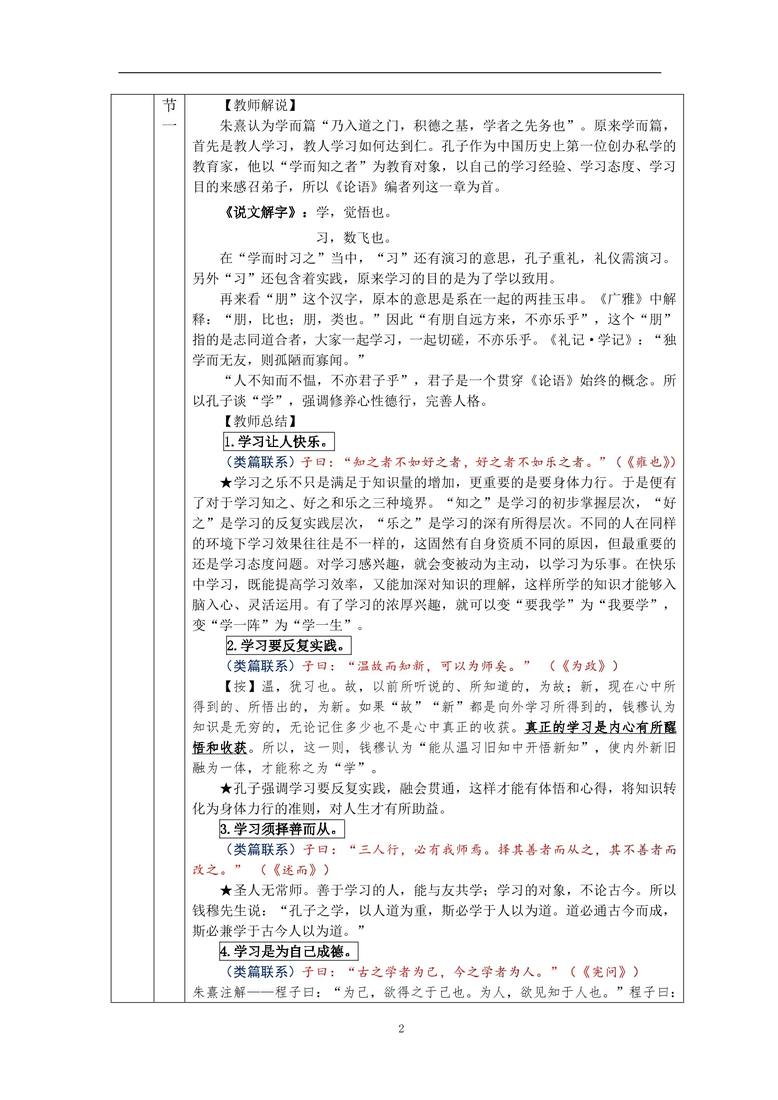 节
一
【教师解说】
朱熹认为学而篇“乃入道之门，积德之基，学者之先务也”。原来学而篇，
首先是教人学习，教人学习如何达到仁。孔子作为中国历史上第一位创办私学的
教育家，他以“学而知之者”为教育对象，以自己的学习经验、学习态度、学习
目的来感召弟子，所以《论语》编者列这一章为首。
《说文解字》：学，觉悟也。
习，数飞也。
在“学而时习之”当中，“习”还有演习的意思，孔子重礼，礼仪需演习。
另外“习”还包含着实践，原来学习的目的是为了学以致用。
再来看“朋”这个汉字，原本的意思是系在一起的两挂玉串。《广雅》中解
释：“朋，比也；朋，类也。”因此“有朋自远方来，不亦乐乎”，这个“朋”
指的是志同道合者，大家一起学习，一起切磋，不亦乐乎。《礼记·学记》：“独
学而无友，则孤陋而寡闻。”
“人不知而不愠，不亦君子乎”，君子是一个贯穿《论语》始终的概念。所
以孔子谈“学”，强调修养心性德行，完善人格。
【教师总结】
1.学习让人快乐。
（类篇联系）子曰：“知之者不如好之者，好之者不如乐之者。”（《雍也》）
★学习之乐不只是满足于知识量的增加，更重要的是要身体力行。于是便有
了对于学习知之、好之和乐之三种境界。“知之”是学习的初步掌握层次，“好
之”是学习的反复实践层次，“乐之”是学习的深有所得层次。不同的人在同样
的环境下学习效果往往是不一样的，这固然有自身资质不同的原因，但最重要的
还是学习态度问题。对学习感兴趣，就会变被动为主动，以学习为乐事。在快乐
中学习，既能提高学习效率，又能加深对知识的理解，这样所学的知识才能够入
脑入心、灵活运用。有了学习的浓厚兴趣，就可以变“要我学”为“我要学”，
变“学一阵”为“学一生”。
2.学习要反复实践。
（类篇联系）子曰：“温故而知新，可以为师矣。”（《为政》）
【按】温，犹习也。故，以前所听说的、所知道的，为故；新，现在心中所
得到的、所悟出的，为新。如果“故”“新”都是向外学习所得到的，钱穆认为
知识是无穷的，无论记住多少也不是心中真正的收获。真正的学习是内心有所醒
悟和收获。所以，这一则，钱穆认为“能从温习旧知中开悟新知”，使内外新旧
融为一体，才能称之为“学”。
★孔子强调学习要反复实践，融会贯通，这样才能有体悟和心得，将知识转
化为身体力行的准则，对人生才有所助益。
3.学习须择善而从。
（类篇联系）子曰：“三人行，必有我师焉。择其善者而从之，其不善者而
改之。”（《述而》）
★圣人无常师。善于学习的人，能与友共学；学习的对象，不论古今。所以
钱穆先生说：“孔子之学，以人道为重，斯必学于人以为道。道必通古今而成，
斯必兼学于古今人以为道。”
4.学习是为自己成德。
（类篇联系）子曰：“古之学者为己，今之学者为人。”（《宪问》）
朱熹注解——程子曰：“为己，欲得之于己也。为人，欲见知于人也。”程子曰：
2